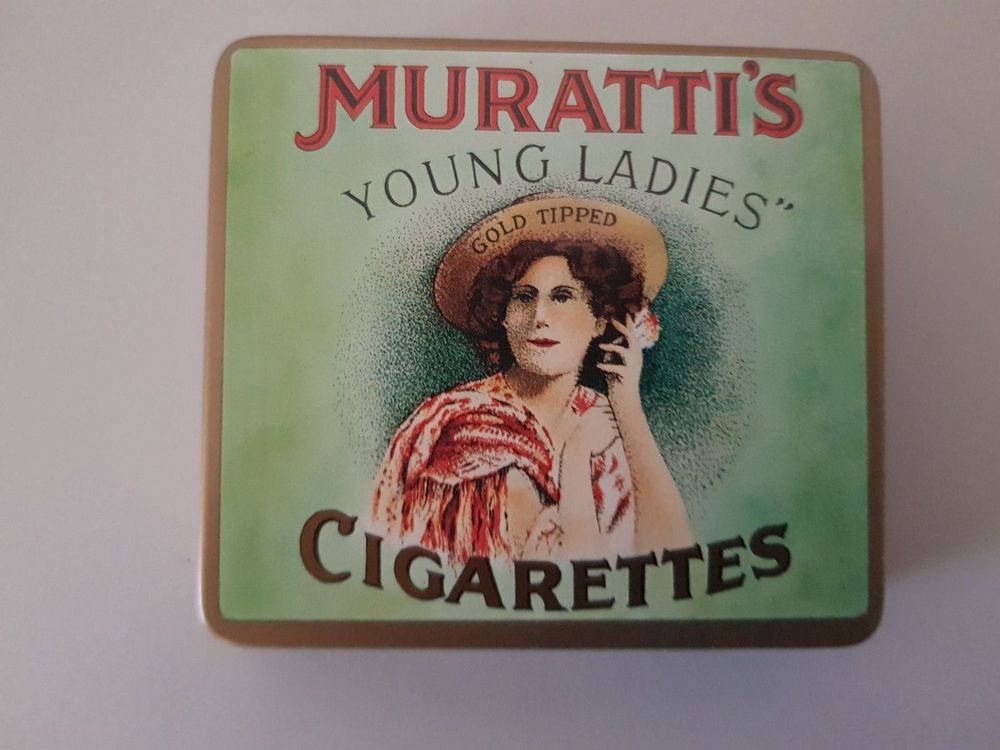 MURATTI'S
YOUNG LADIES"
GOLD TIPPED
CIGARETTES